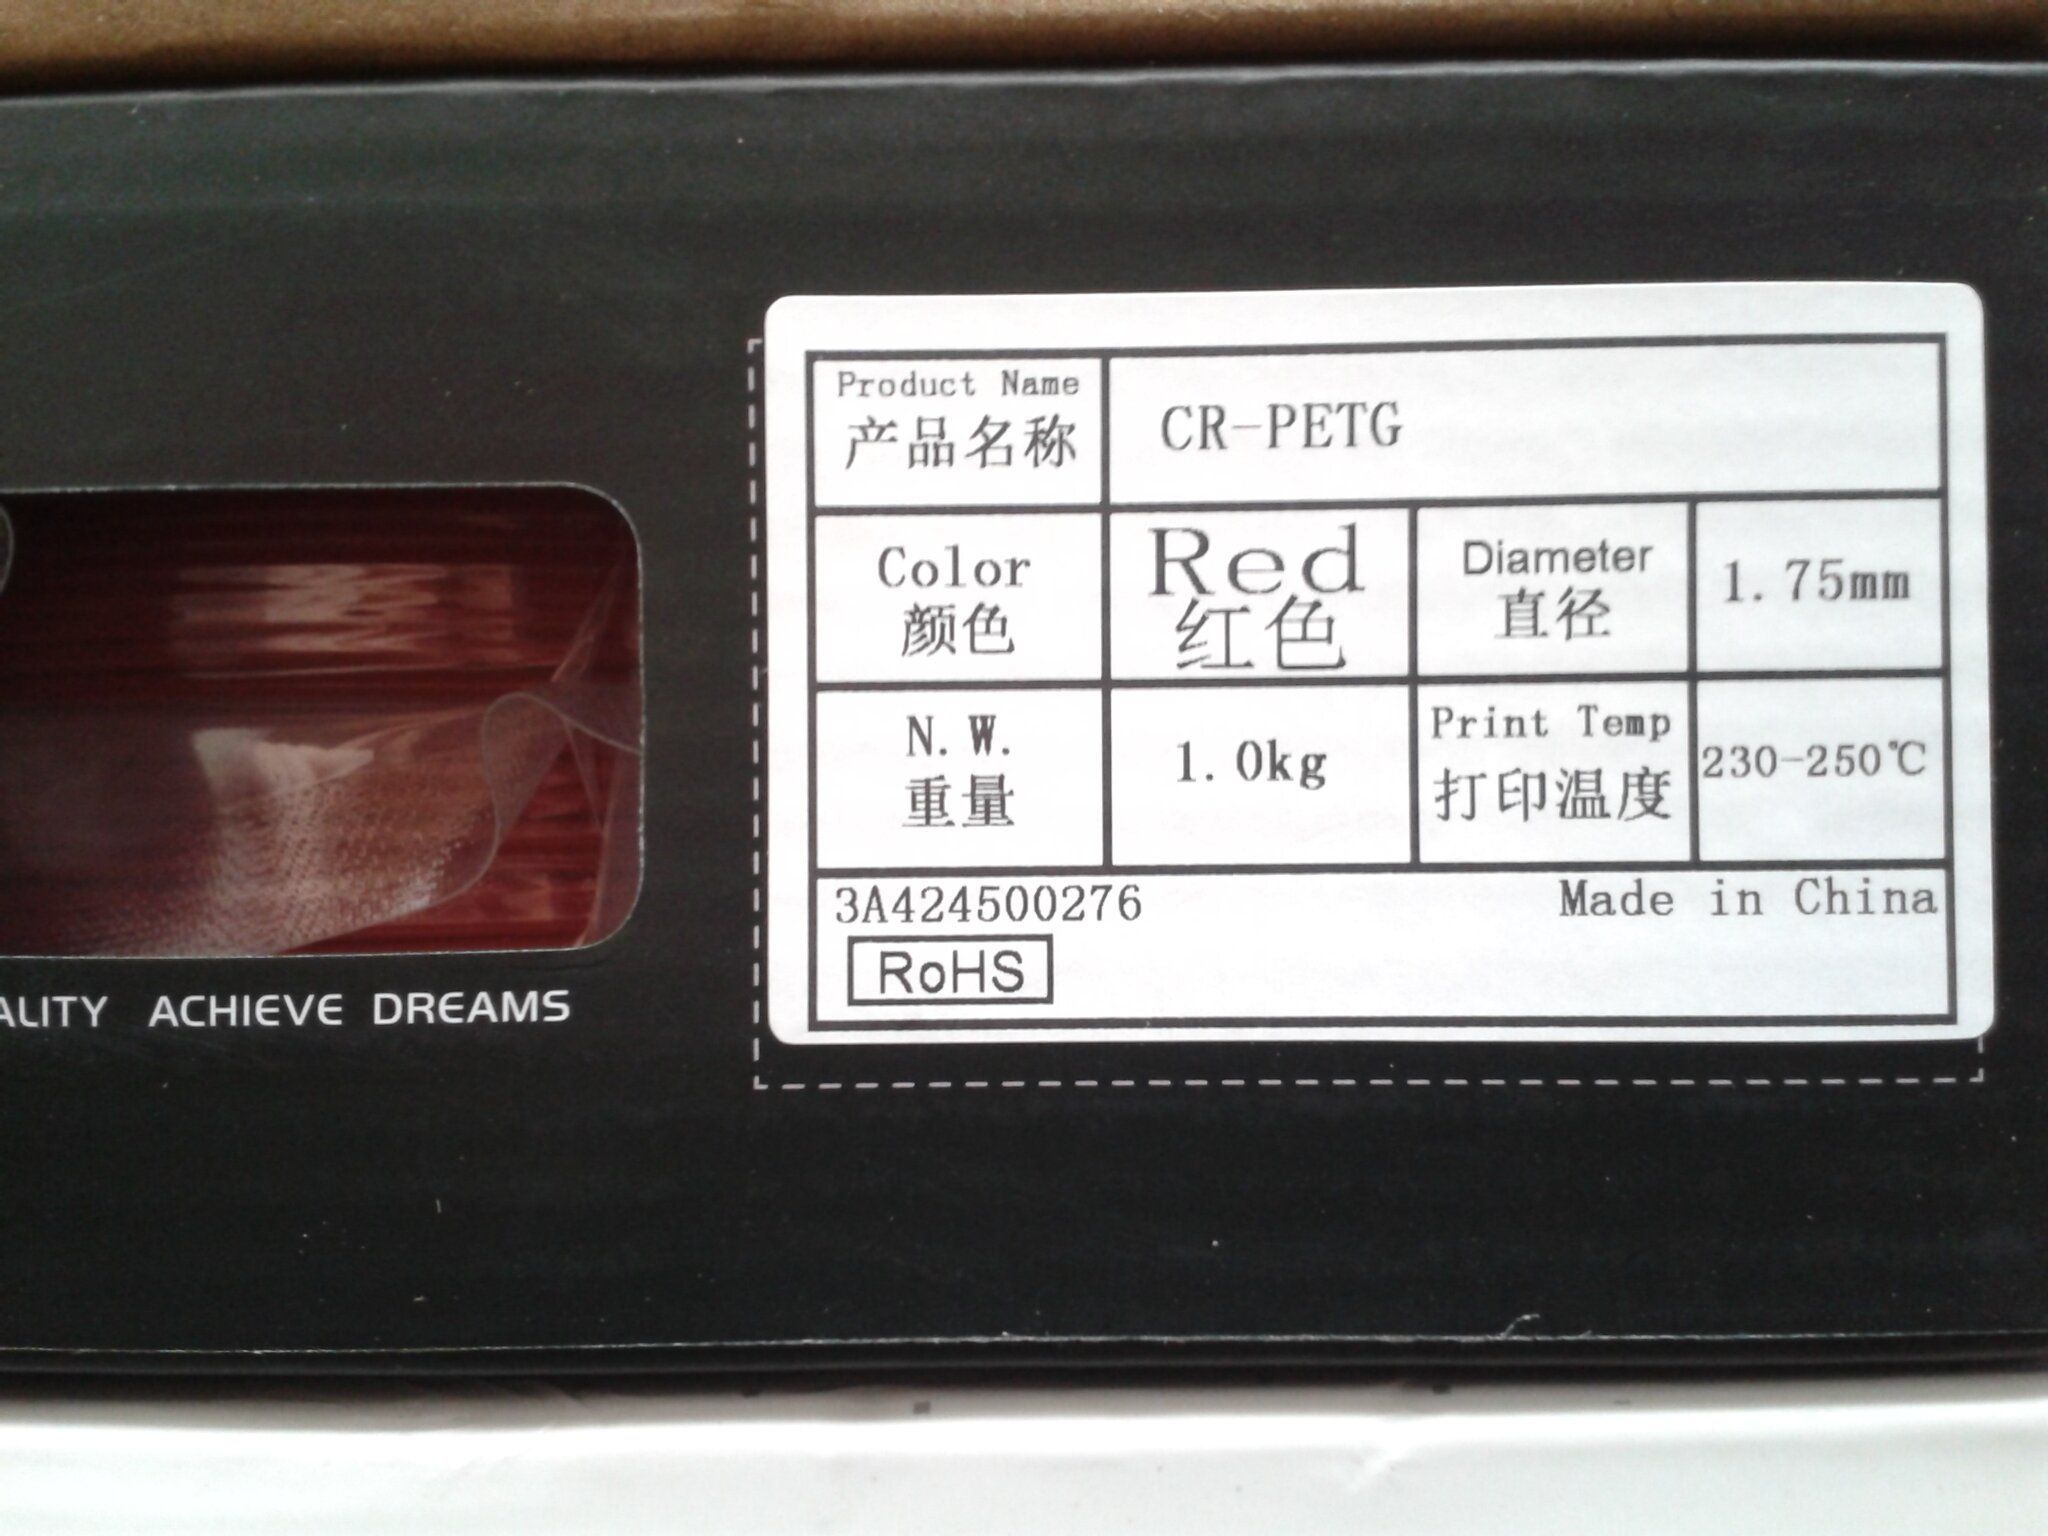 Product Name
产品名称
CR-PETG
Color
颜色
Red
红色
Diameter
直径
1.75mm
N.W.
重量
1.0kg
Print Temp
打印温度
230-250℃
3A424500276
Made in China
RoHS
ACHIEVE DREAMS